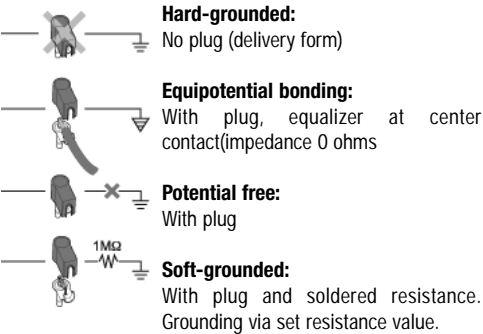 Hard-grounded:
No plug (delivery form)
Equipotential bonding:
With plug, equalizer at center
contact(impedance 0 ohms
Potential free:
With plug
1MΩ
Soft-grounded:
With plug and soldered resistance.
Grounding via set resistance value.